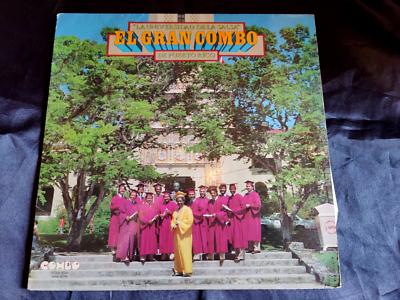 "LA UNIVERSIDAD DE LA SALSA"
EL GRAN COMBO
DE PUERTO RICO
COMBO